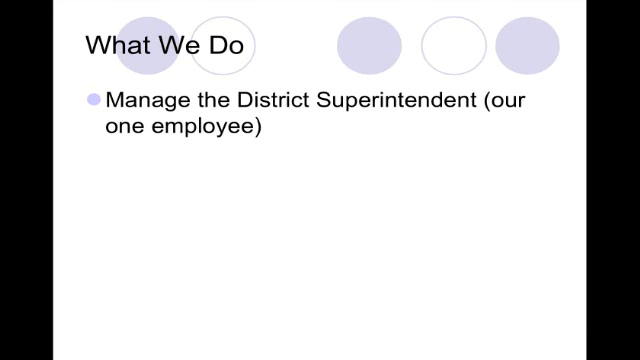 What We Do
Manage the District Superintendent (our
one employee)